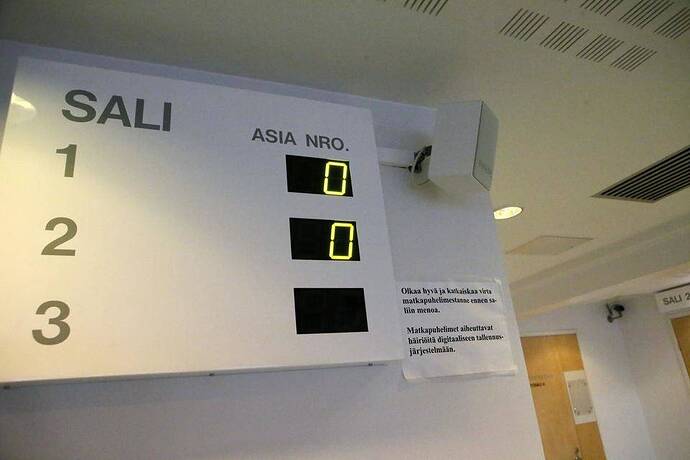 SALI
ASIA NRO.
1 0
2 0
3
Olkaa hyvä ja katkaiskaa virta
matkapuhelimestanne ennen sa-
liin menoa.
Matkapuhelimet aiheuttavat
häiriöitä digitaaliseen tallennus-
järjestelmään.
SALI 2